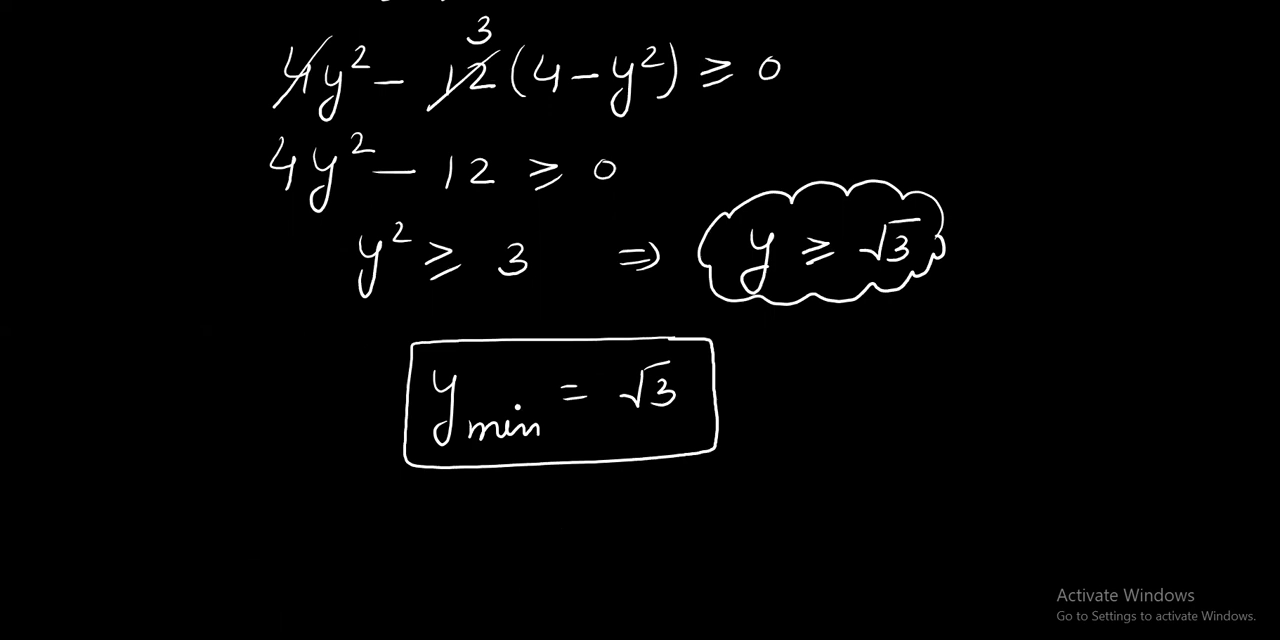 3
4y² - 12(4 - y²) ≥ 0
4y² - 12 ≥ 0
y² ≥ 3 ⇒ y ≥ √3
y min = √3
Activate Windows
Go to Settings to activate Windows.